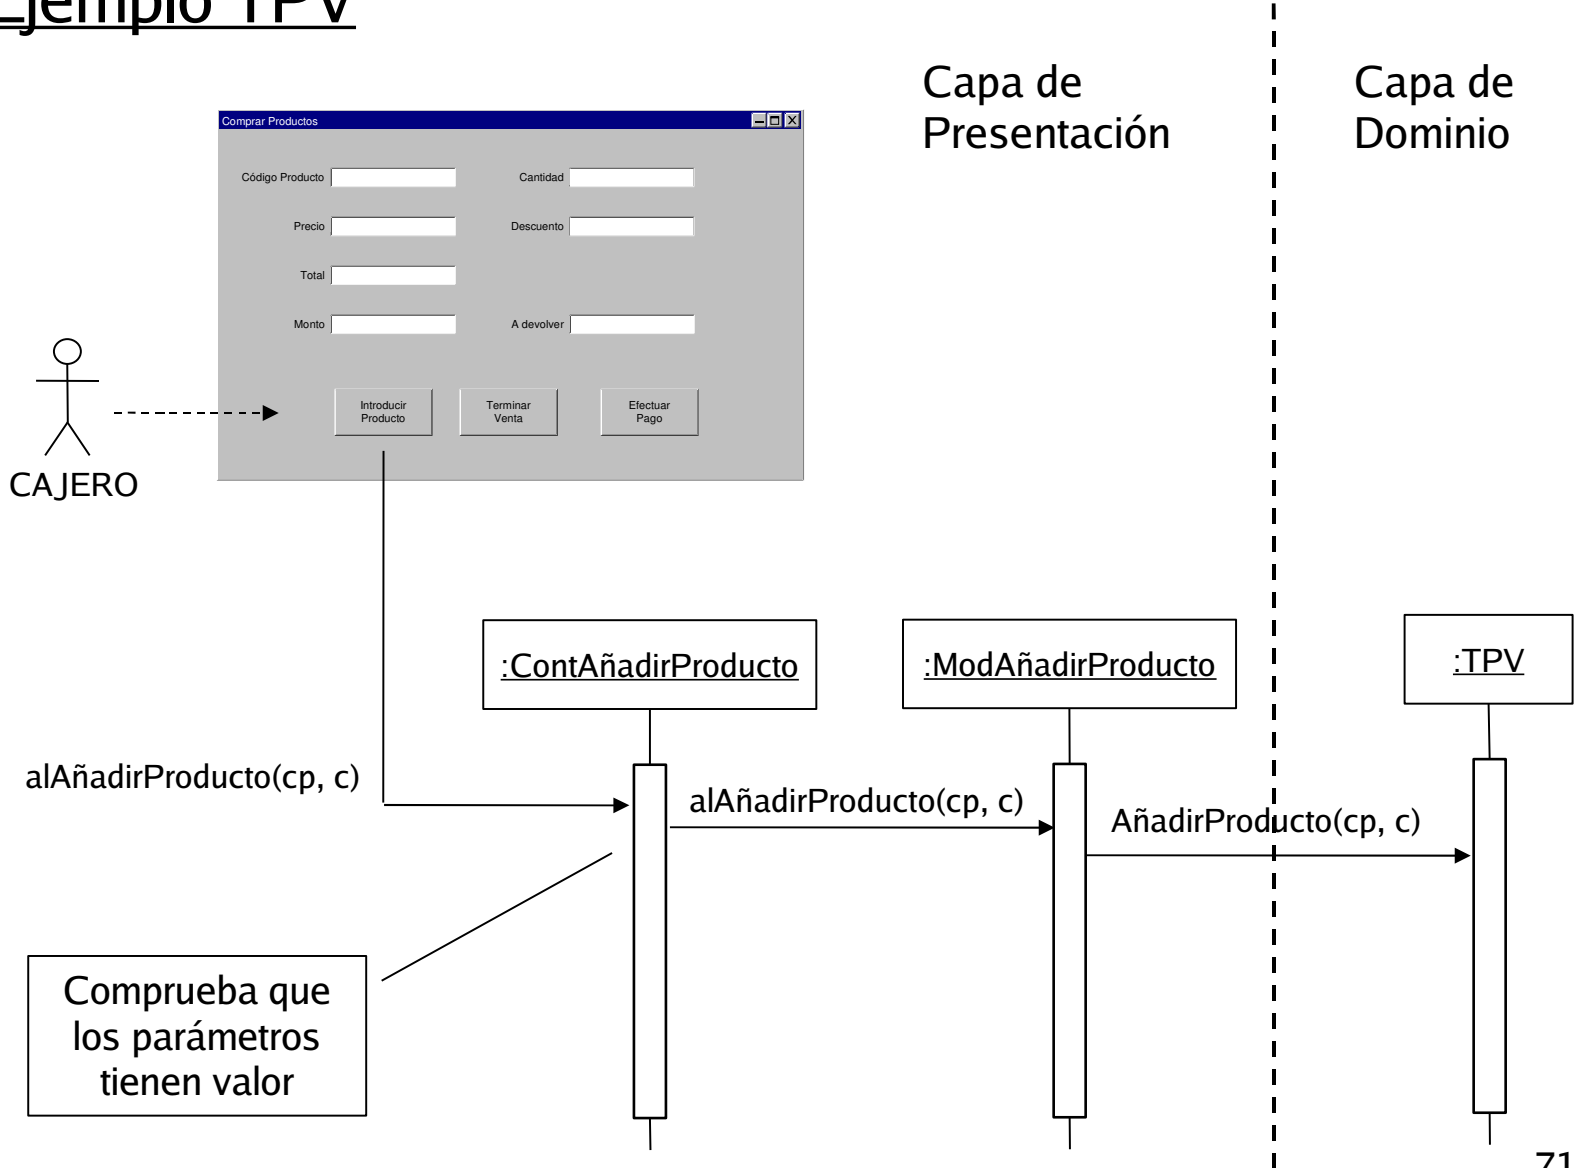 Ejemplo TPV
Capa de
Presentación
Capa de
Dominio
Comprar Productos
Código Producto
Cantidad
Precio
Descuento
Total
Monto
A devolver
Introducir
Producto
Terminar
Venta
Efectuar
Pago
CAJERO
:ContAñadirProducto
:ModAñadirProducto
:TPV
alAñadirProducto(cp, c)
alAñadirProducto(cp, c)
AñadirProducto(cp, c)
Comprueba que
los parámetros
tienen valor
71